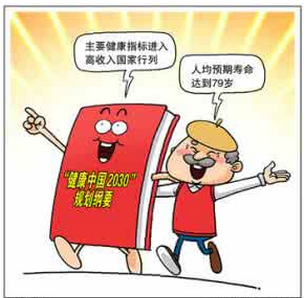 主要健康指标进入
高收入国家行列
人均预期寿命
达到79岁
“健康中国2030”
规划纲要